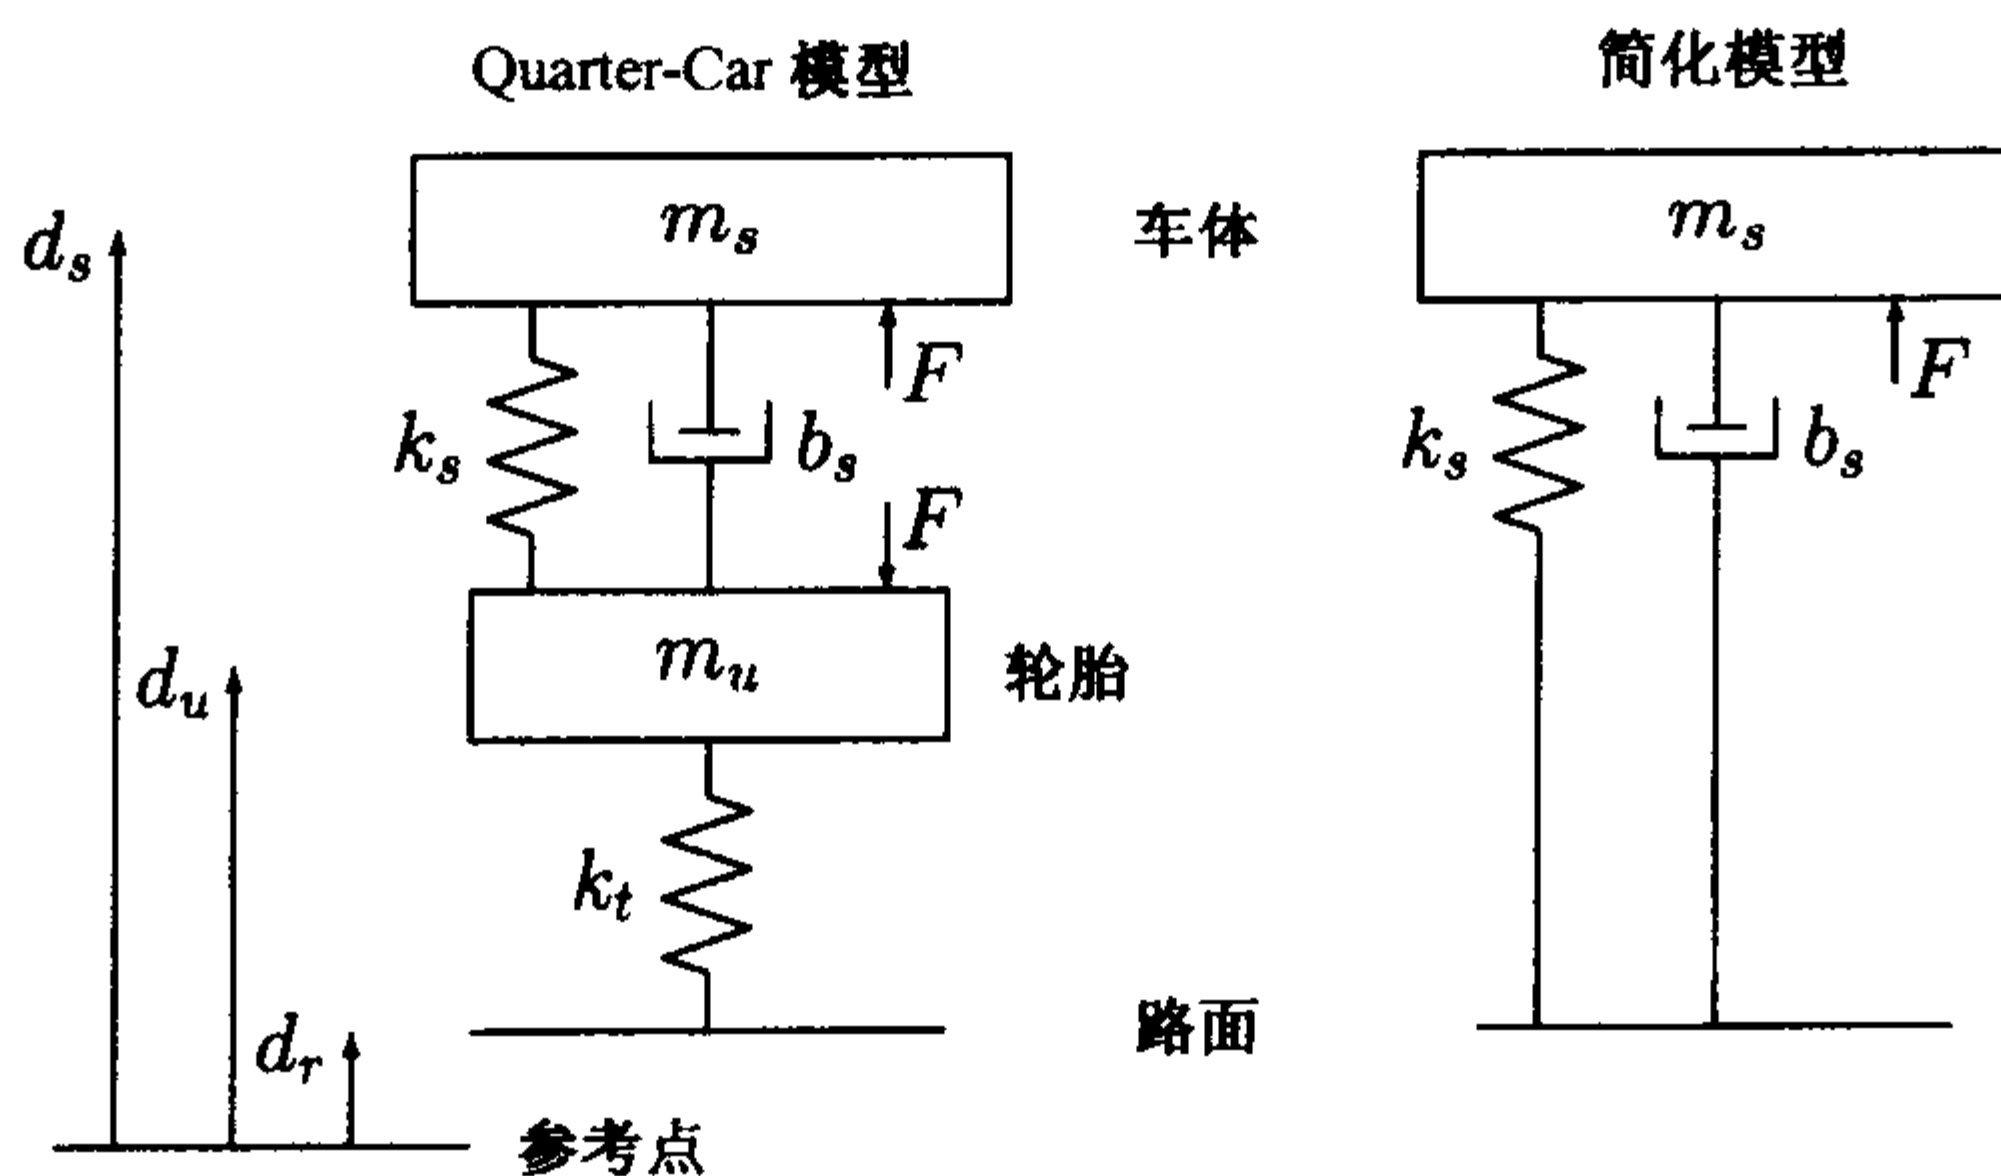 Quarter-Car 模型
简化模型
m_s
车体
m_s
d_s
F
F
k_s
b_s
k_s
b_s
F
m_u
轮胎
d_u
k_t
路面
d_r
参考点